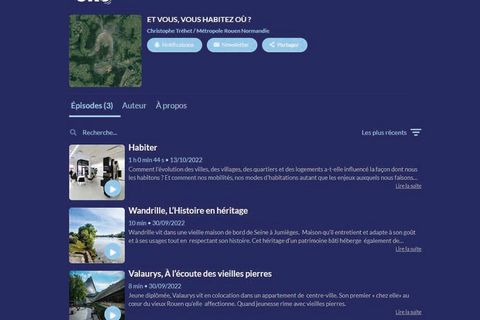 ET VOUS, VOUS HABITEZ OÙ ?
Christophe Tréhet / Métropole Rouen Normandie
Notifications
Newsletter
Partager
Épisodes (3)
Auteur
À propos
Recherche...
Les plus récents
Habiter
1 h 0 mn 44 s • 13/10/2022
Comment l'évolution des villes, des villages, des quartiers et des logements a-t-elle influencé la façon dont nous
les habitons ? Et comment nos mobilités, nos modes d'habitations autant que les enjeux auxquels nous faisons...
Lire la suite
Wandrille, L'Histoire en héritage
10 min • 30/09/2022
Wandrille vit dans une vieille maison de bord de Seine à Jumièges. Maison qu'il entretient et adapte à son goût
et à ses usages tout en respectant son histoire. Cet héritage d'un patrimoine bâti héberge également de...
Lire la suite
Valaurys, À l'écoute des vieilles pierres
8 min • 30/09/2022
Jeune diplômée, Valaurys vit en colocation dans un appartement de centre-ville. Son premier « chez elle» au
cœur du vieux Rouen qu'elle affectionne. Quand jeunesse rime avec vieilles pierres.
Lire la suite